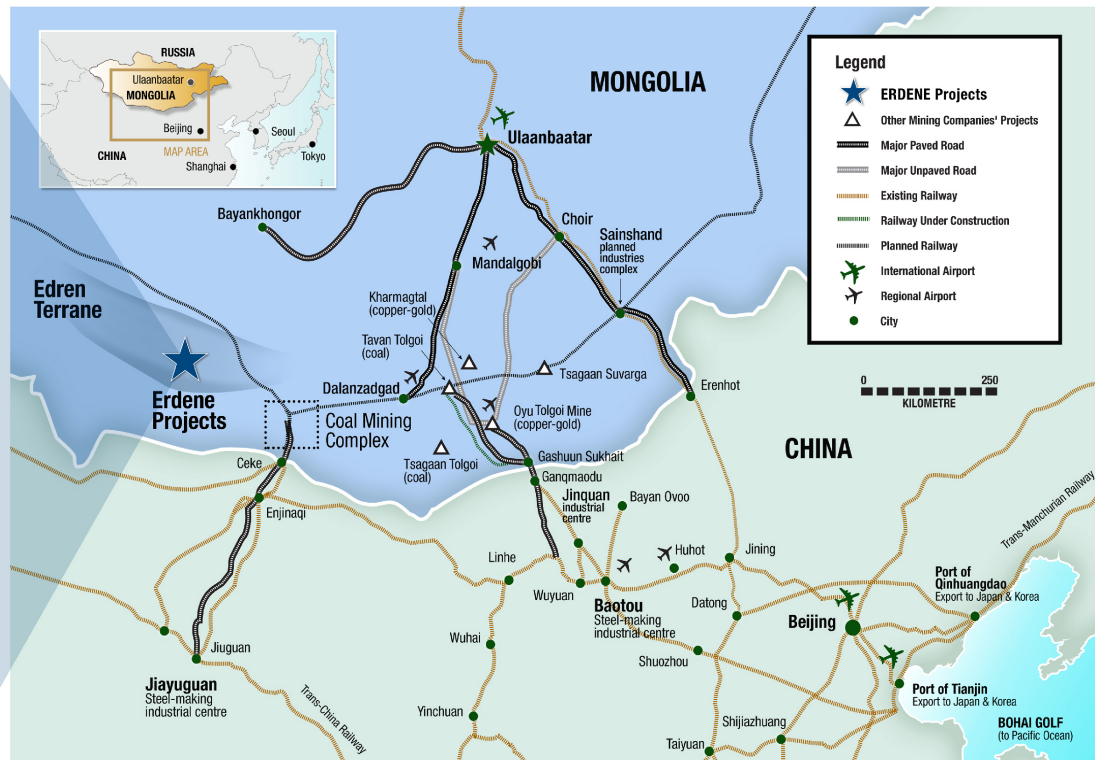 RUSSIA
Ulaanbaatar
MONGOLIA
Beijing
Seoul
MAP AREA
CHINA
Shanghai
Tokyo
MONGOLIA
Legend
ERDENE Projects
Other Mining Companies' Projects
Major Paved Road
Major Unpaved Road
Existing Railway
Railway Under Construction
Planned Railway
International Airport
Regional Airport
City
0 250
KILOMETRE
Ulaanbaatar
Bayankhongor
Choir
Sainshand
planned
industries
complex
Mandalgobi
Edren
Terrane
Kharmagtal
(copper-gold)
Tavan Tolgoi
(coal)
Tsagaan Suvarga
Erenhot
Dalanzadgad
Erdene
Projects
Oyu Tolgoi Mine
(copper-gold)
Coal Mining
Complex
CHINA
Tsagaan Tolgoi
(coal)
Gashuun Sukhait
Ceke
Ganqmaodu
Enjinaqi
Jinquan
industrial
centre
Bayan Ovoo
Trans-Manchurian Railway
Linhe
Huhot
Jining
Wuyuan
Baotou
Steel-making
industrial centre
Datong
Beijing
Port of
Qinhuangdao
Export to Japan & Korea
Wuhai
Shuozhou
Jiuguan
Jiayuguan
Steel-making
industrial centre
Trans-China Railway
Yinchuan
Port of Tianjin
Export to Japan & Korea
Shijiazhuang
Taiyuan
BOHAI GOLF
(to Pacific Ocean)